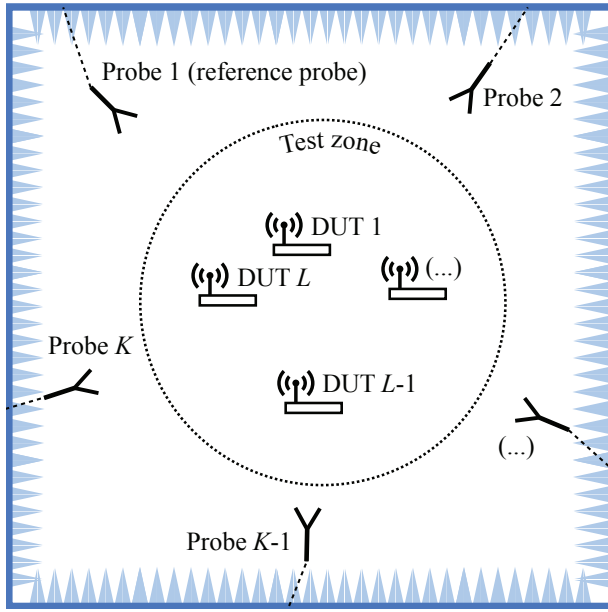 Probe 1 (reference probe)
Probe 2
Test zone
DUT 1
DUT L
(...)
Probe K
DUT L-1
(...)
Probe K-1